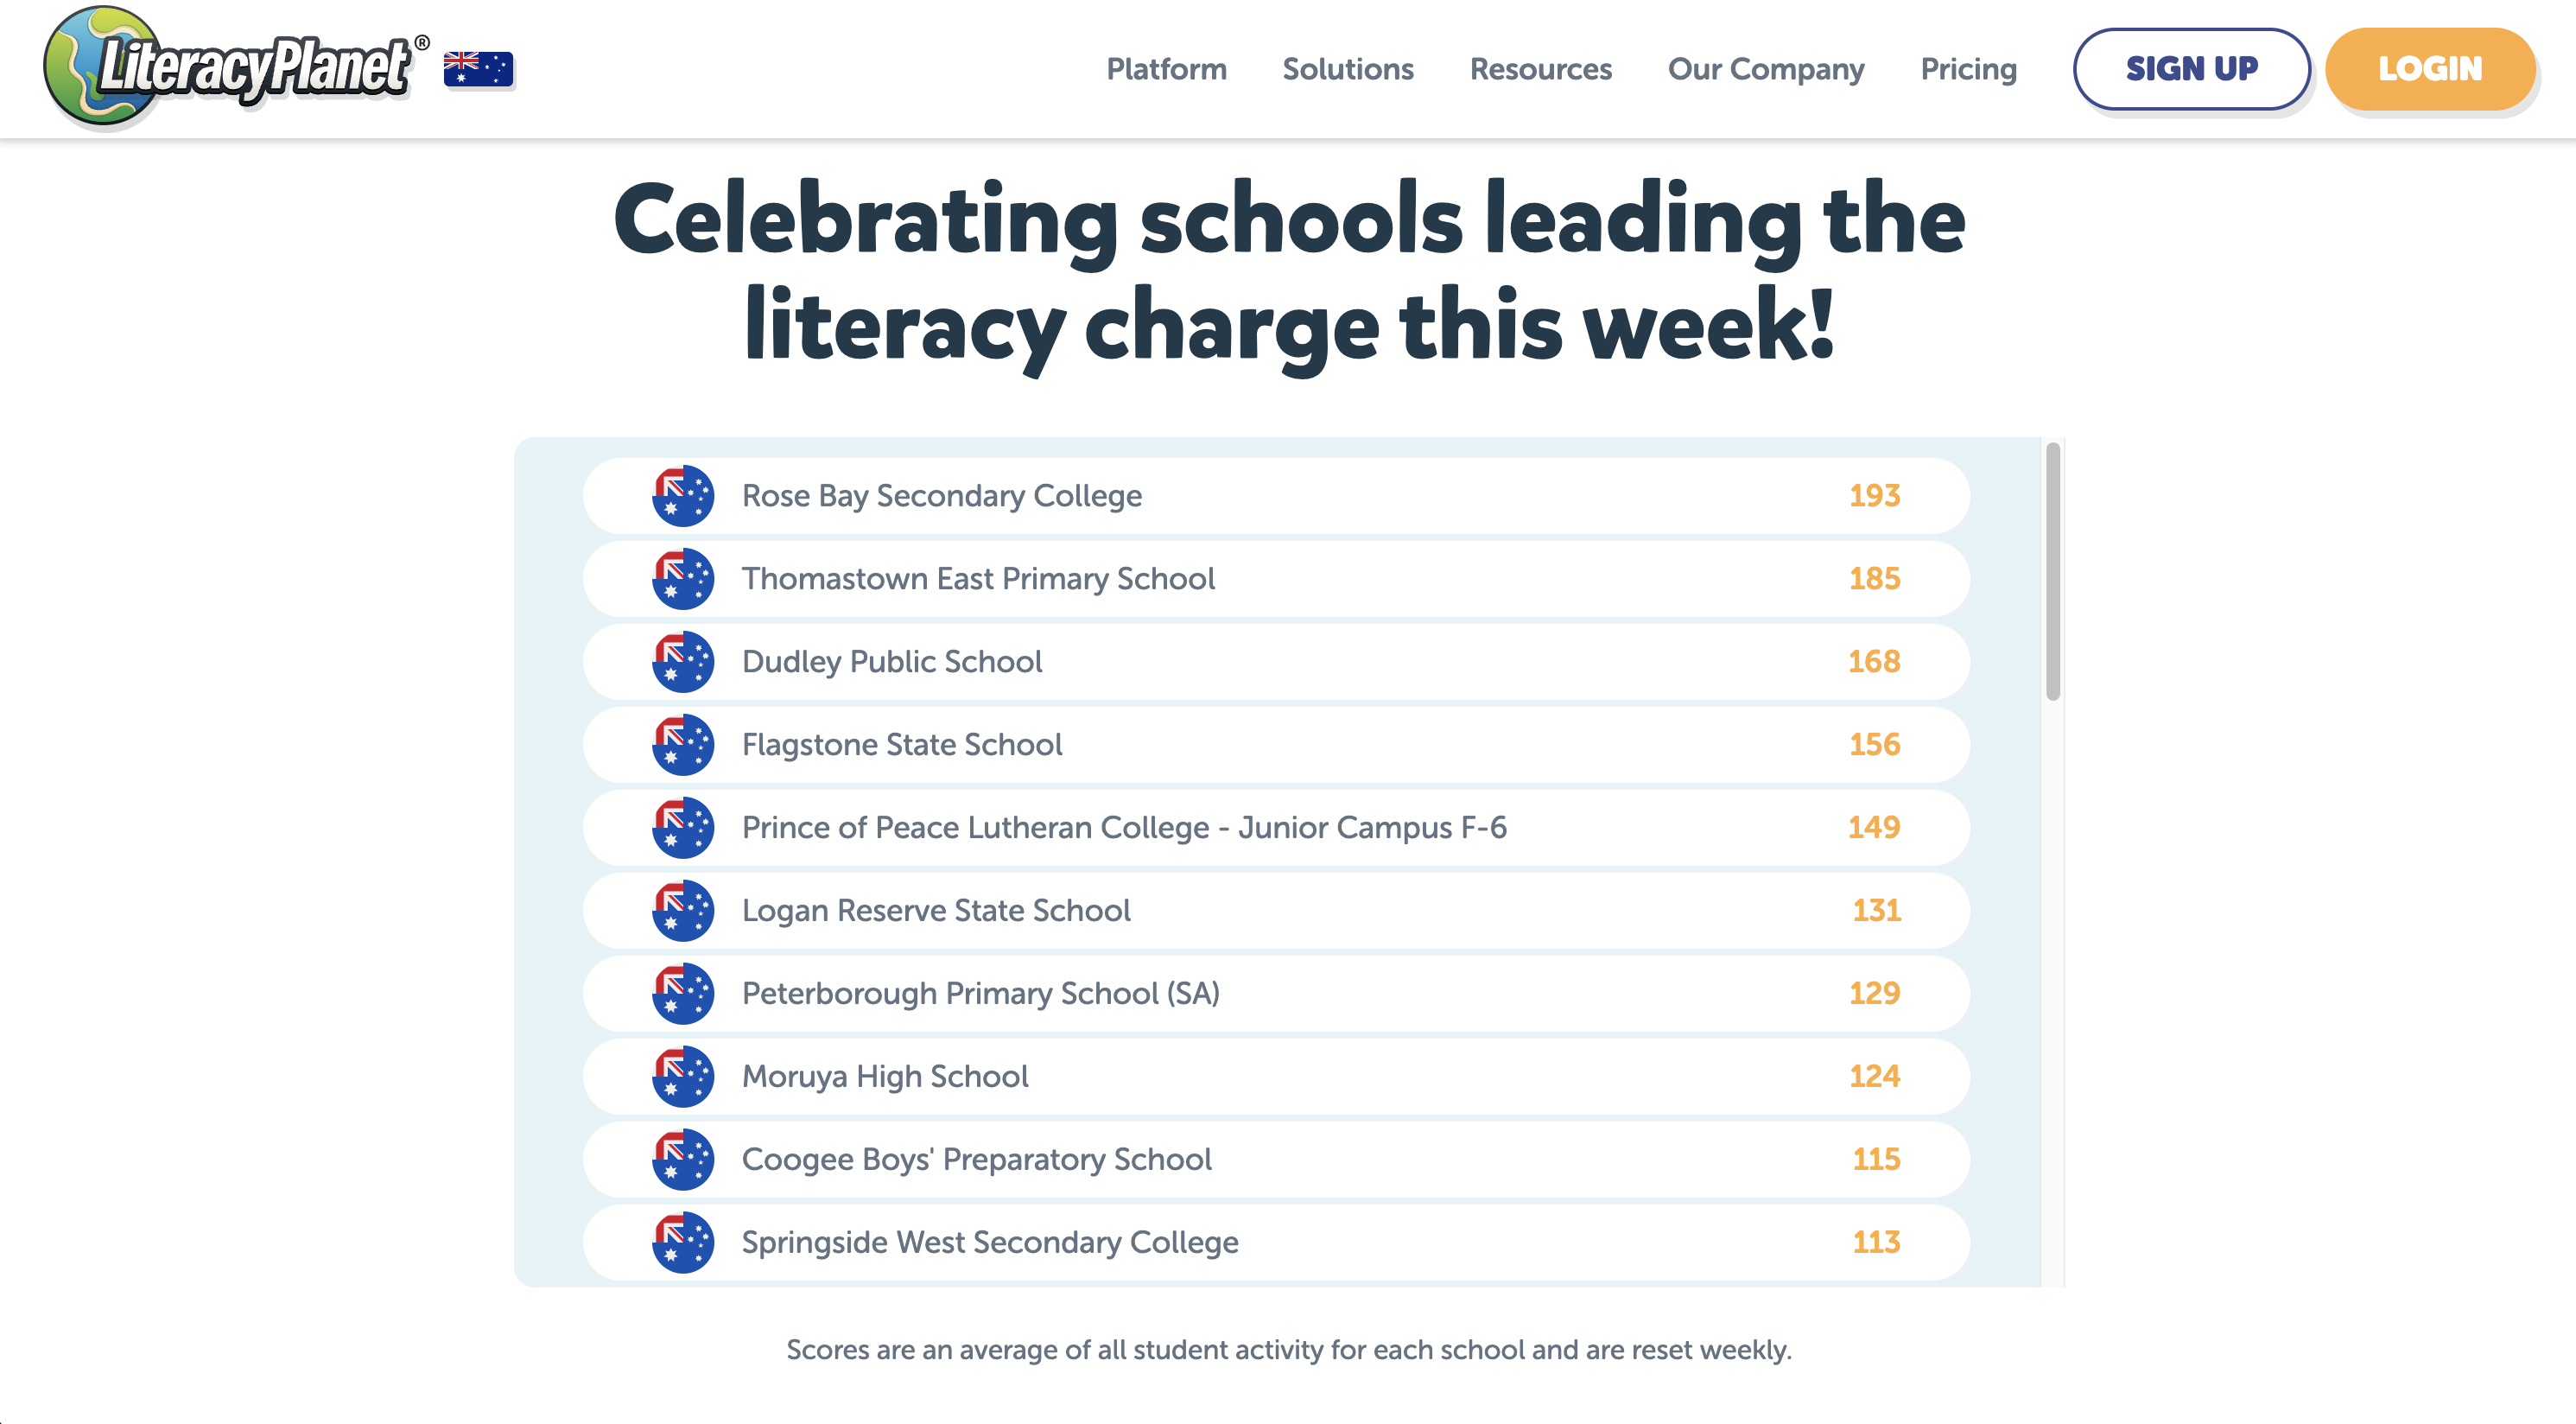 LiteracyPlanet®
Platform
Solutions
Resources
Our Company
Pricing
SIGN UP
LOGIN
Celebrating schools leading the
literacy charge this week!
Rose Bay Secondary College 193
Thomastown East Primary School 185
Dudley Public School 168
Flagstone State School 156
Prince of Peace Lutheran College - Junior Campus F-6 149
Logan Reserve State School 131
Peterborough Primary School (SA) 129
Moruya High School 124
Coogee Boys' Preparatory School 115
Springside West Secondary College 113
Scores are an average of all student activity for each school and are reset weekly.